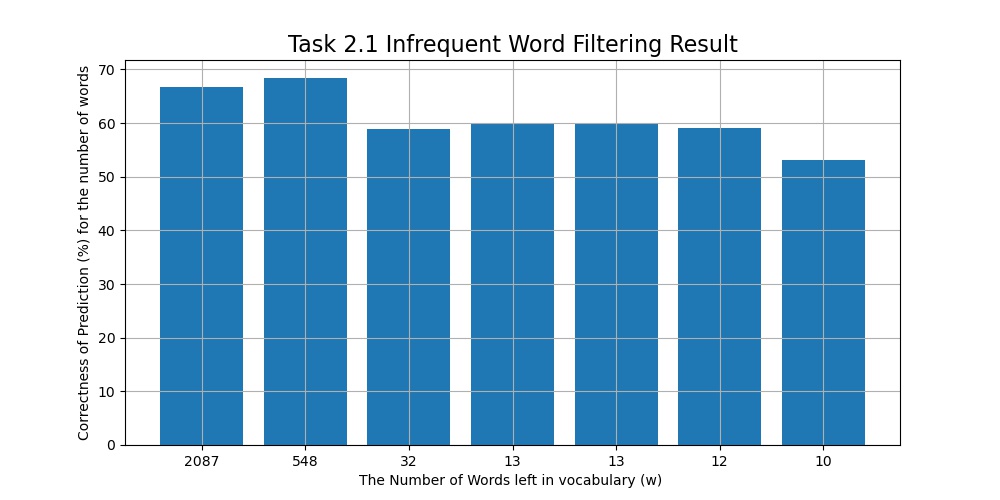 Task 2.1 Infrequent Word Filtering Result
Correctness of Prediction (%) for the number of words
70
60
50
40
30
20
10
0
2087 548 32 13 13 12 10
The Number of Words left in vocabulary (w)